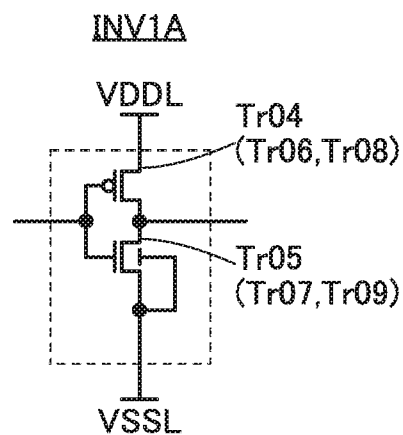 INV1A
VDDL
Tr04
(Tr06,Tr08)
Tr05
(Tr07,Tr09)
VSSL